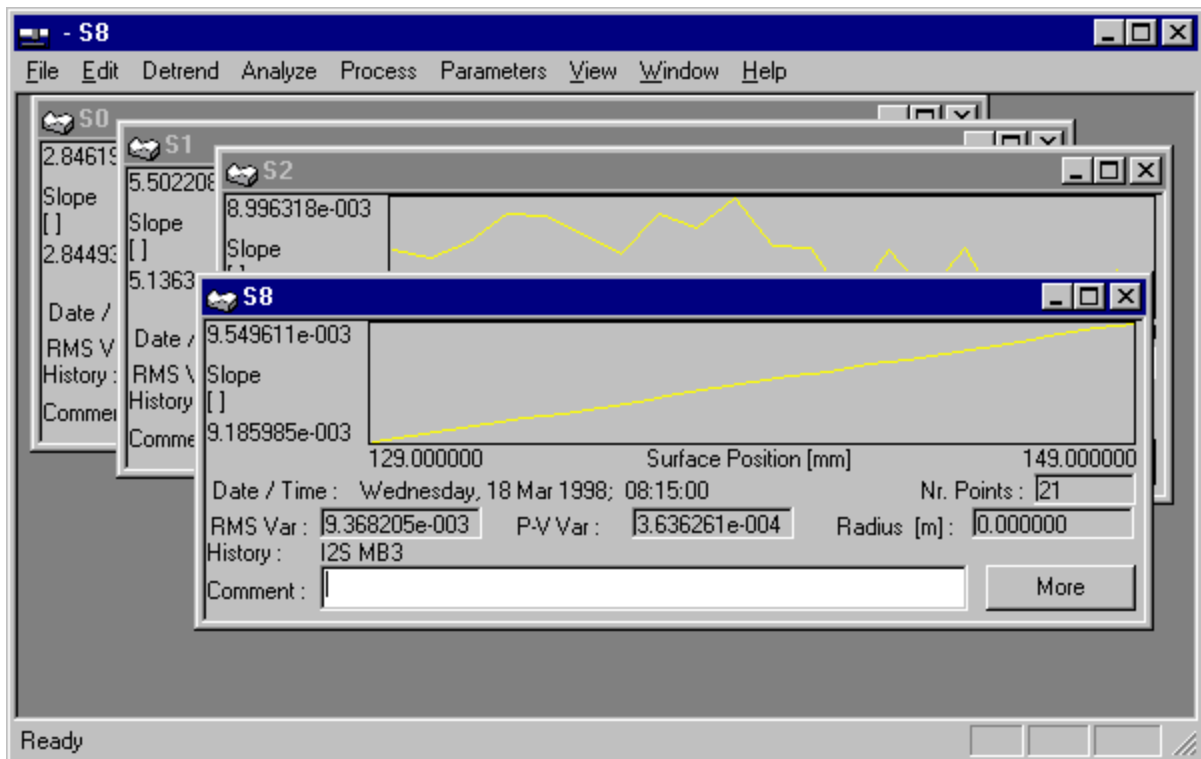 - S8
File Edit Detrend Analyze Process Parameters View Window Help
S0
2.84619
Slope
[ ]
2.84493
Date /
RMS V
History :
Commer
S1
5.502208
Slope
[ ]
5.1363
Date /
RMS V
History
Comme
S2
8.996318e-003
Slope
[ ]
S8
9.549611e-003
Slope
[ ]
9.185985e-003
129.000000 Surface Position [mm] 149.000000
Date / Time : Wednesday, 18 Mar 1998; 08:15:00 Nr. Points : 21
RMS Var : 9.368205e-003 P-V Var : 3.636261e-004 Radius [m] : 0.000000
History : I2S MB3
Comment : More
Ready